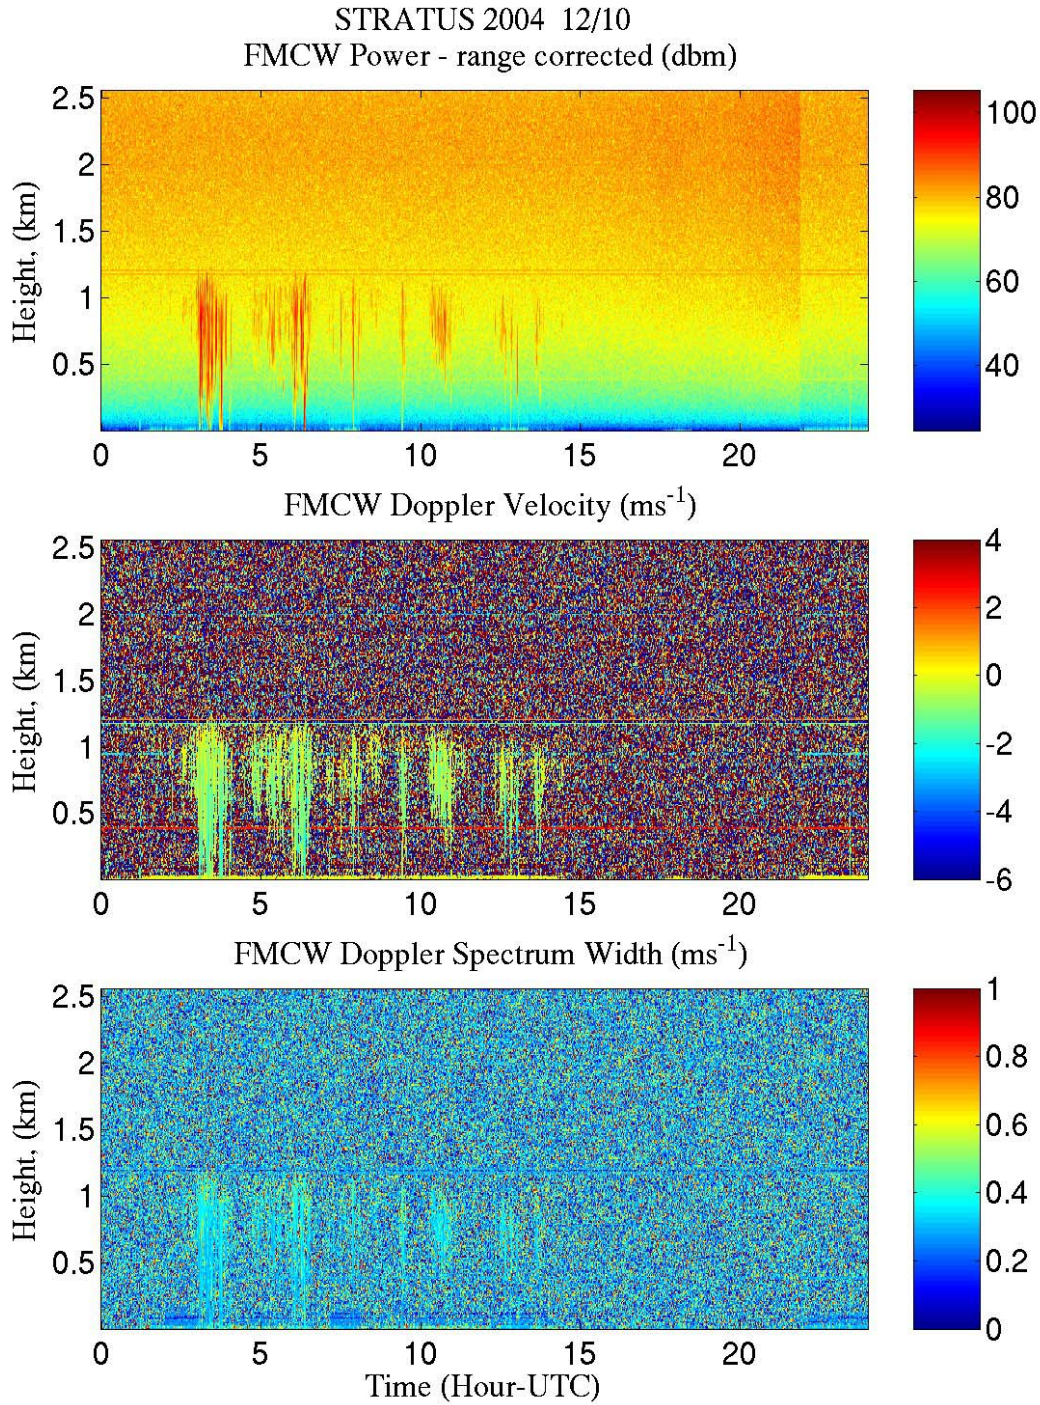 STRATUS 2004 12/10
FMCW Power - range corrected (dbm)
2.5
2
1.5
1
0.5
Height, (km)
0 5 10 15 20
100
80
60
40
FMCW Doppler Velocity (ms-1)
2.5
2
1.5
1
0.5
Height, (km)
0 5 10 15 20
4
2
0
-2
-4
-6
FMCW Doppler Spectrum Width (ms-1)
2.5
2
1.5
1
0.5
Height, (km)
0 5 10 15 20
1
0.8
0.6
0.4
0.2
0
Time (Hour-UTC)